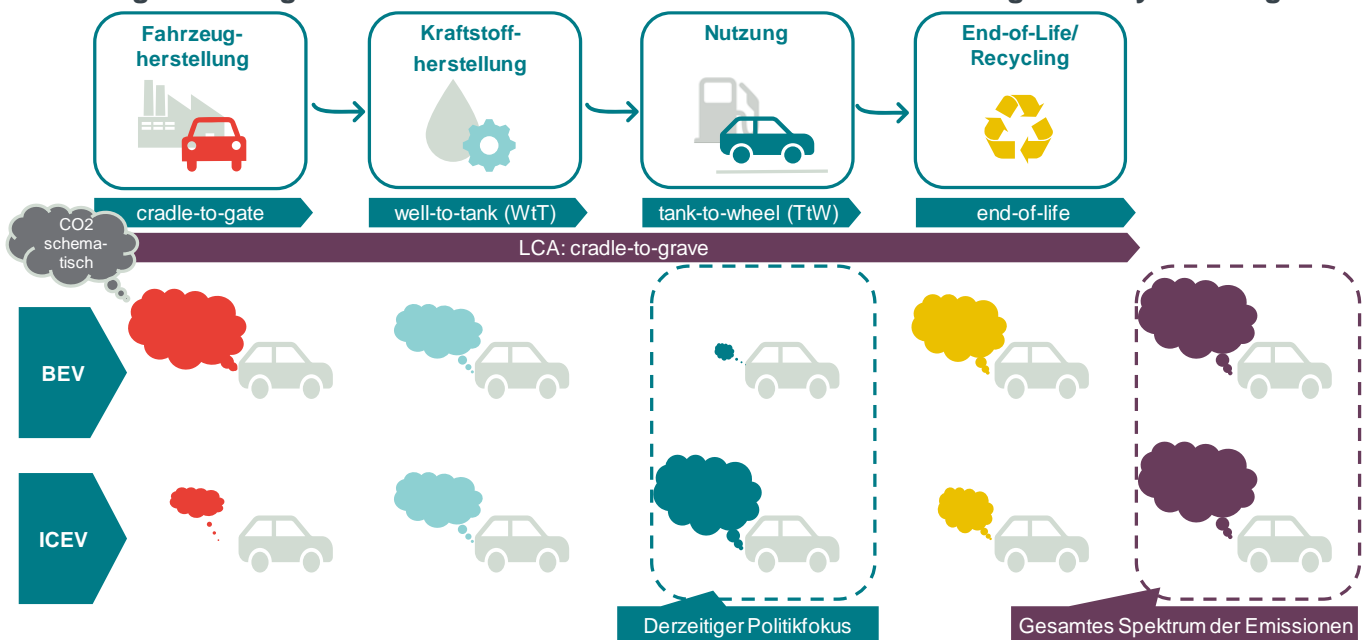 Fahrzeug-
herstellung
Kraftstoff-
herstellung
Nutzung
End-of-Life/
Recycling
cradle-to-gate
well-to-tank (WtT)
tank-to-wheel (TtW)
end-of-life
CO2
schema-
tisch
LCA: cradle-to-grave
BEV
ICEV
Derzeitiger Politikfokus
Gesamtes Spektrum der Emissionen